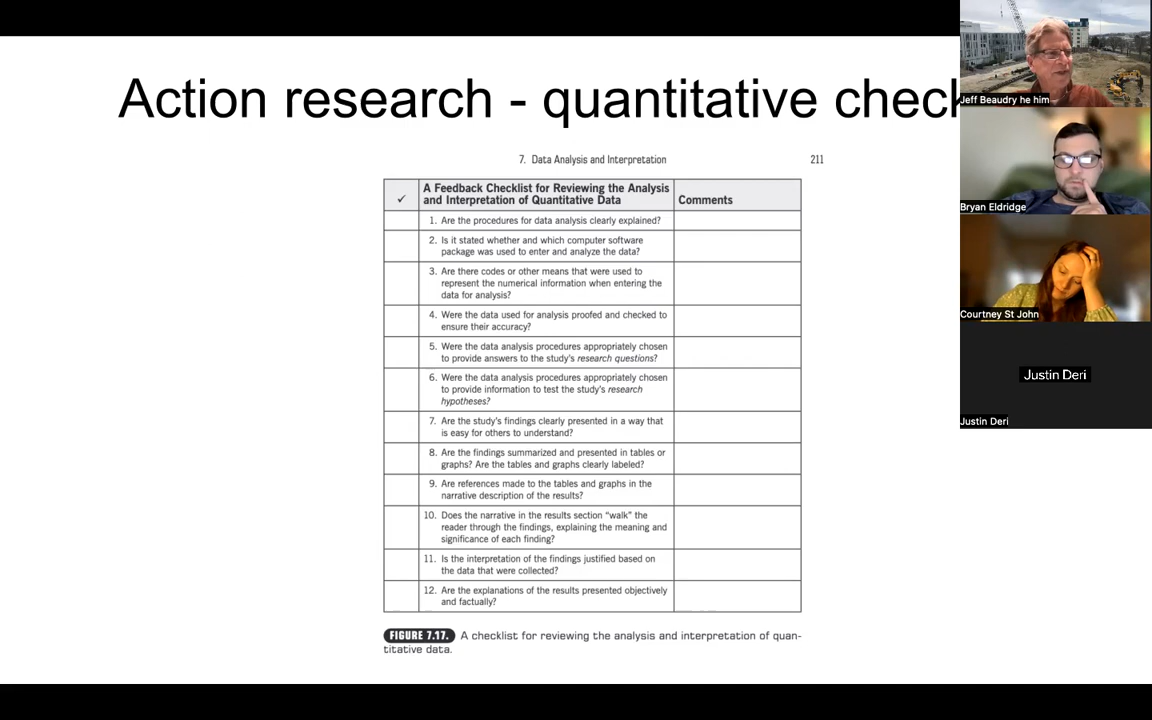 Action research - quantitative check
7. Data Analysis and Interpretation 211
✓ A Feedback Checklist for Reviewing the Analysis
and Interpretation of Quantitative Data Comments
1. Are the procedures for data analysis clearly explained?
2. Is it stated whether and which computer software
package was used to enter and analyze the data?
3. Are there codes or other means that were used to
represent the numerical information when entering the
data for analysis?
4. Were the data used for analysis proofed and checked to
ensure their accuracy?
5. Were the data analysis procedures appropriately chosen
to provide answers to the study's research questions?
6. Were the data analysis procedures appropriately chosen
to provide information to test the study's research
hypotheses?
7. Are the study's findings clearly presented in a way that
is easy for others to understand?
8. Are the findings summarized and presented in tables or
graphs? Are the tables and graphs clearly labeled?
9. Are references made to the tables and graphs in the
narrative description of the results?
10. Does the narrative in the results section “walk” the
reader through the findings, explaining the meaning and
significance of each finding?
11. Is the interpretation of the findings justified based on
the data that were collected?
12. Are the explanations of the results presented objectively
and factually?
FIGURE 7.17. A checklist for reviewing the analysis and interpretation of quan-
titative data.
Jeff Beaudry he him
Bryan Eldridge
Courtney St John
Justin Deri
Justin Deri